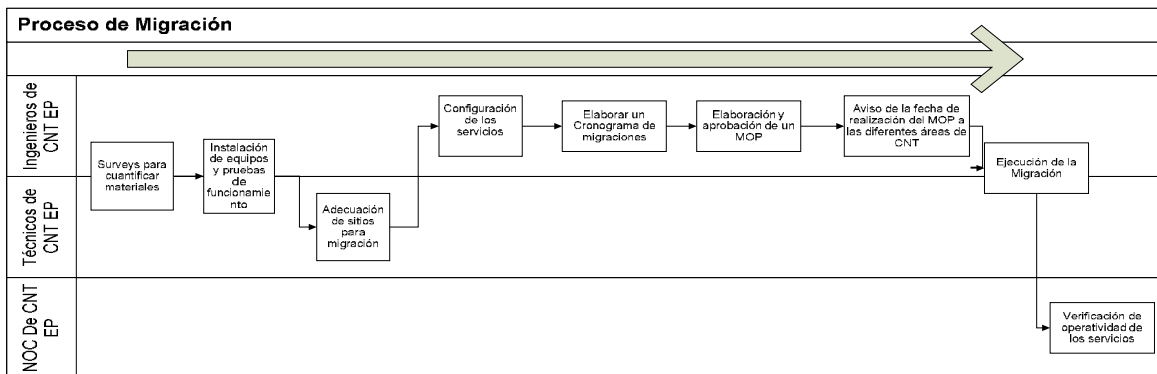 Proceso de Migración
Ingenieros de
CNT EP
Técnicos de
CNT EP
NOC De CNT
EP
Surveys para
cuantificar
materiales
Instalación
de equipos
y pruebas
de
funcionamie
nto
Adecuación
de sitios
para
migración
Configuración
de los
servicios
Elaborar un
Cronograma de
migraciones
Elaboración y
aprobación de un
MOP
Aviso de la fecha de
realización del MOP a
las diferentes áreas de
CNT
Ejecución de la
Migración
Verificación de
operatividad de
los servicios